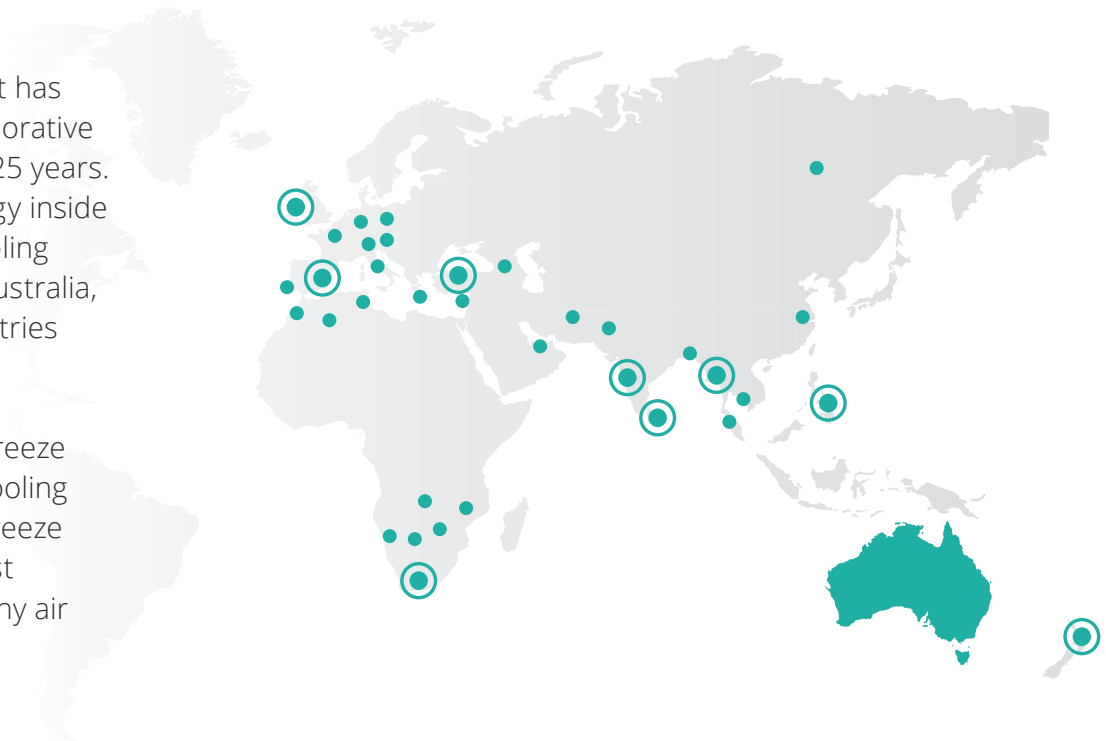 t has
orative
25 years.
gy inside
ling
ustralia,
tries
reeze
ooling
reeze
st
ny air